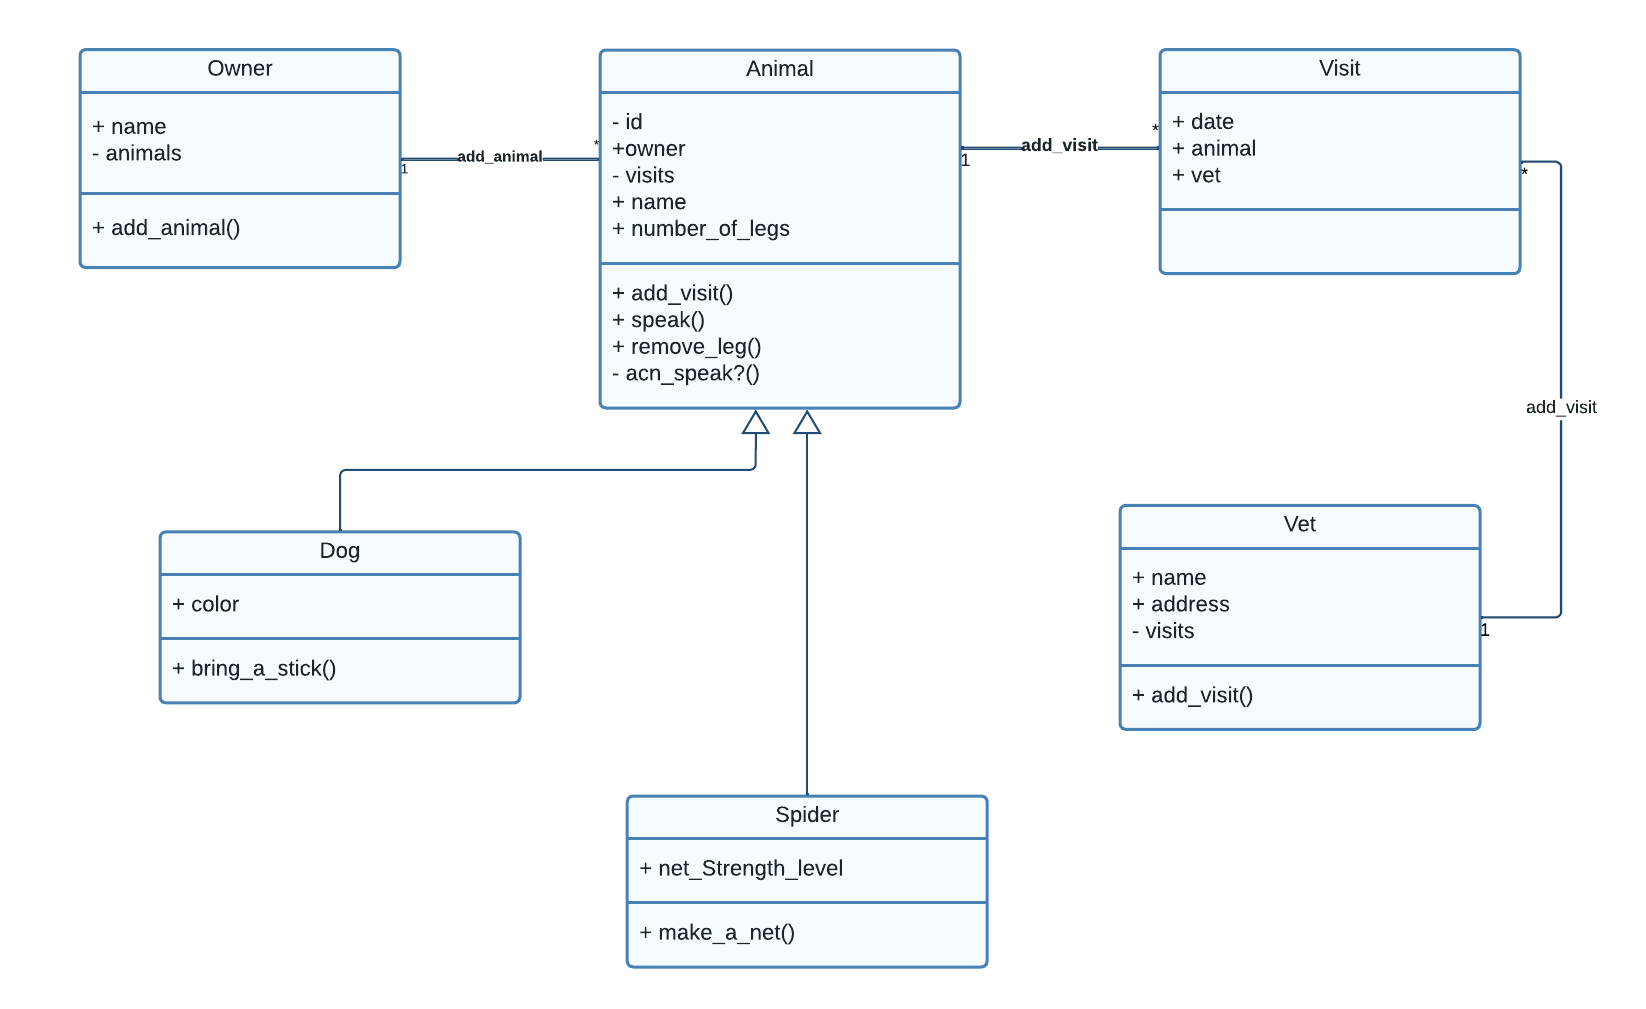 Owner
+ name
- animals
+ add_animal()
1
add_animal
*
Animal
- id
+owner
- visits
+ name
+ number_of_legs
+ add_visit()
+ speak()
+ remove_leg()
- acn_speak?()
1
add_visit
*
Visit
+ date
+ animal
+ vet
*
add_visit
1
Dog
+ color
+ bring_a_stick()
Vet
+ name
+ address
- visits
+ add_visit()
Spider
+ net_Strength_level
+ make_a_net()